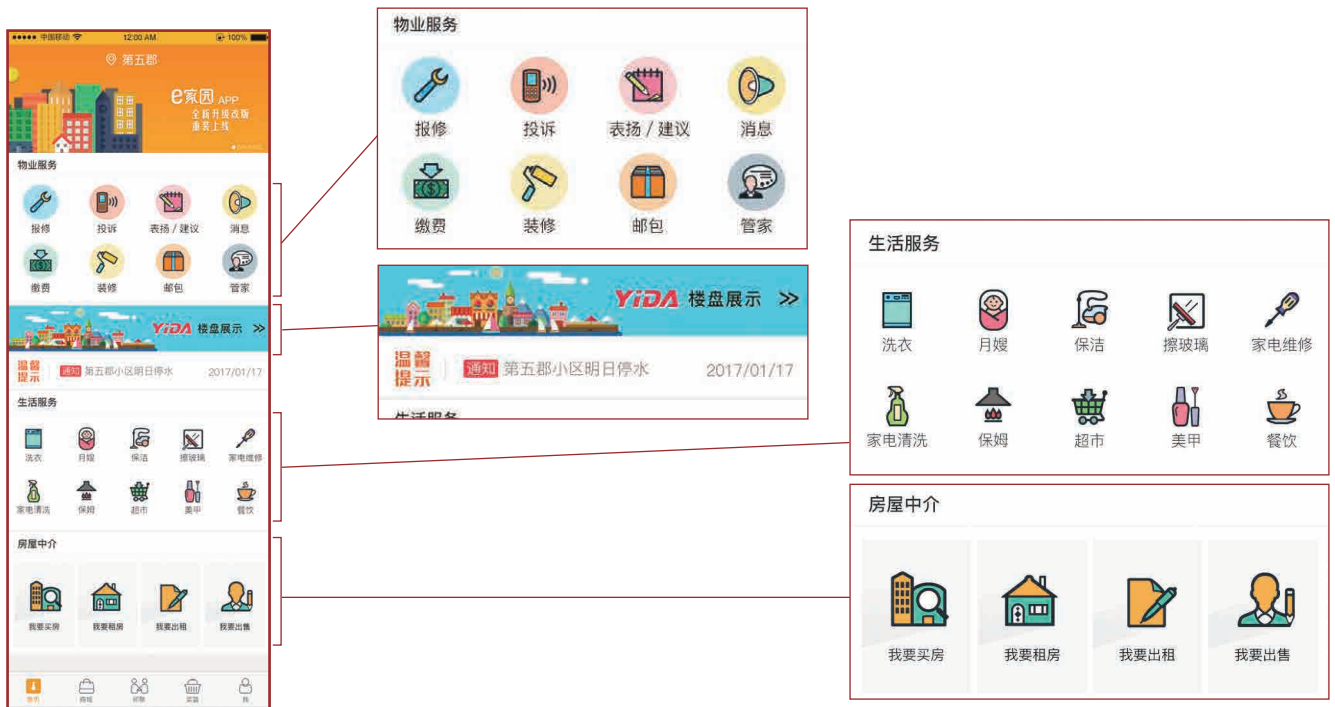 中国移动 12:00 AM 100%
第五郡
e家园 APP
全新升级改版
重装上线
物业服务
报修 投诉 表扬 / 建议 消息
缴费 装修 邮包 管家
YiDA 楼盘展示 >>
温馨提示 通知 第五郡小区明日停水 2017/01/17
生活服务
洗衣 月嫂 保洁 擦玻璃 家电维修
家电清洗 保姆 超市 美甲 餐饮
房屋中介
我要买房 我要租房 我要出租 我要出售
商城
我
物业服务
报修 投诉 表扬 / 建议 消息
缴费 装修 邮包 管家
YiDA 楼盘展示 >>
温馨
提示 通知 第五郡小区明日停水 2017/01/17
生活服务
生活服务
洗衣 月嫂 保洁 擦玻璃 家电维修
家电清洗 保姆 超市 美甲 餐饮
房屋中介
我要买房 我要租房 我要出租 我要出售